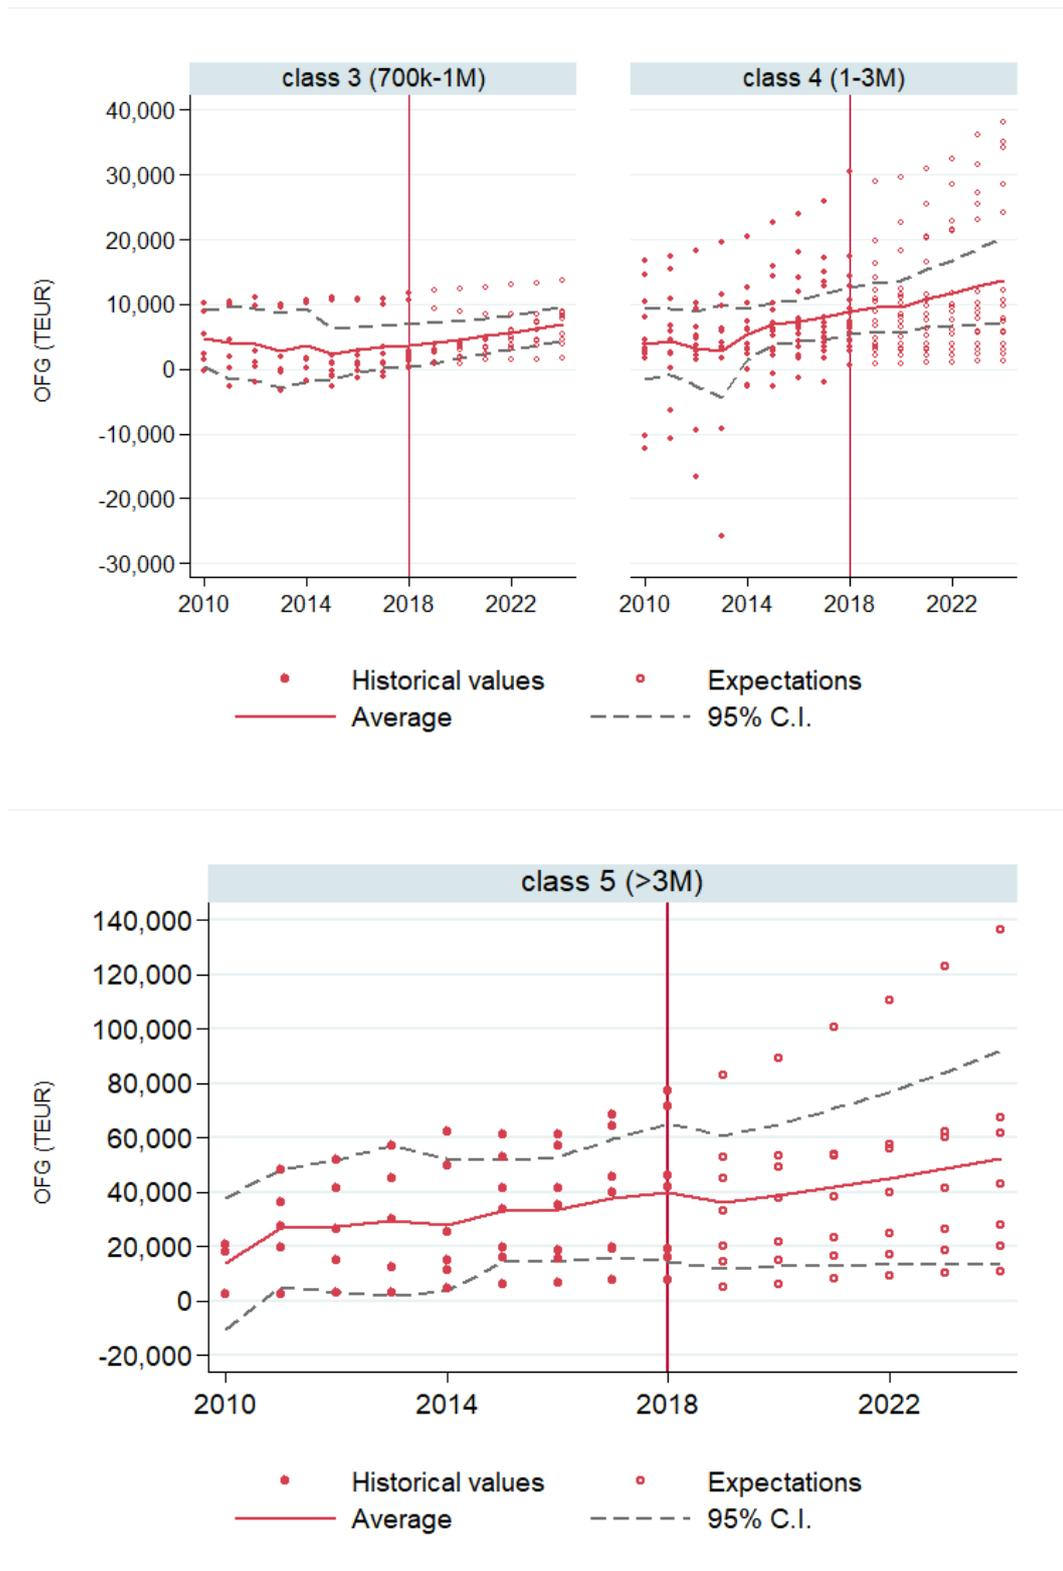 class 3 (700k-1M) class 4 (1-3M)
40,000
30,000
20,000
10,000
0
-10,000
-20,000
-30,000
OFG (TEUR)
2010 2014 2018 2022 2010 2014 2018 2022
Historical values Expectations
Average 95% C.I.
class 5 (>3M)
140,000
120,000
100,000
80,000
60,000
40,000
20,000
0
-20,000
OFG (TEUR)
2010 2014 2018 2022
Historical values Expectations
Average 95% C.I.